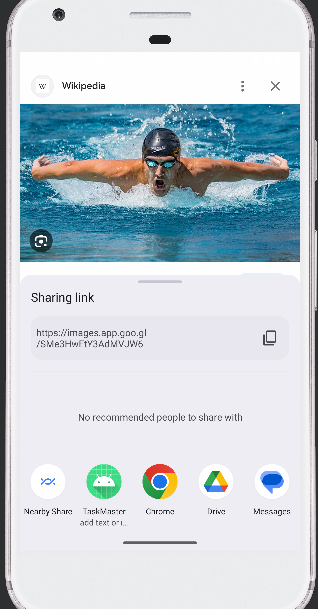 W
Wikipedia
Sharing link
https://images.app.goo.gl
/SMe3HwFtY3AdMVJW6
No recommended people to share with
Nearby Share
TaskMaster
add text or i...
Chrome
Drive
Messages